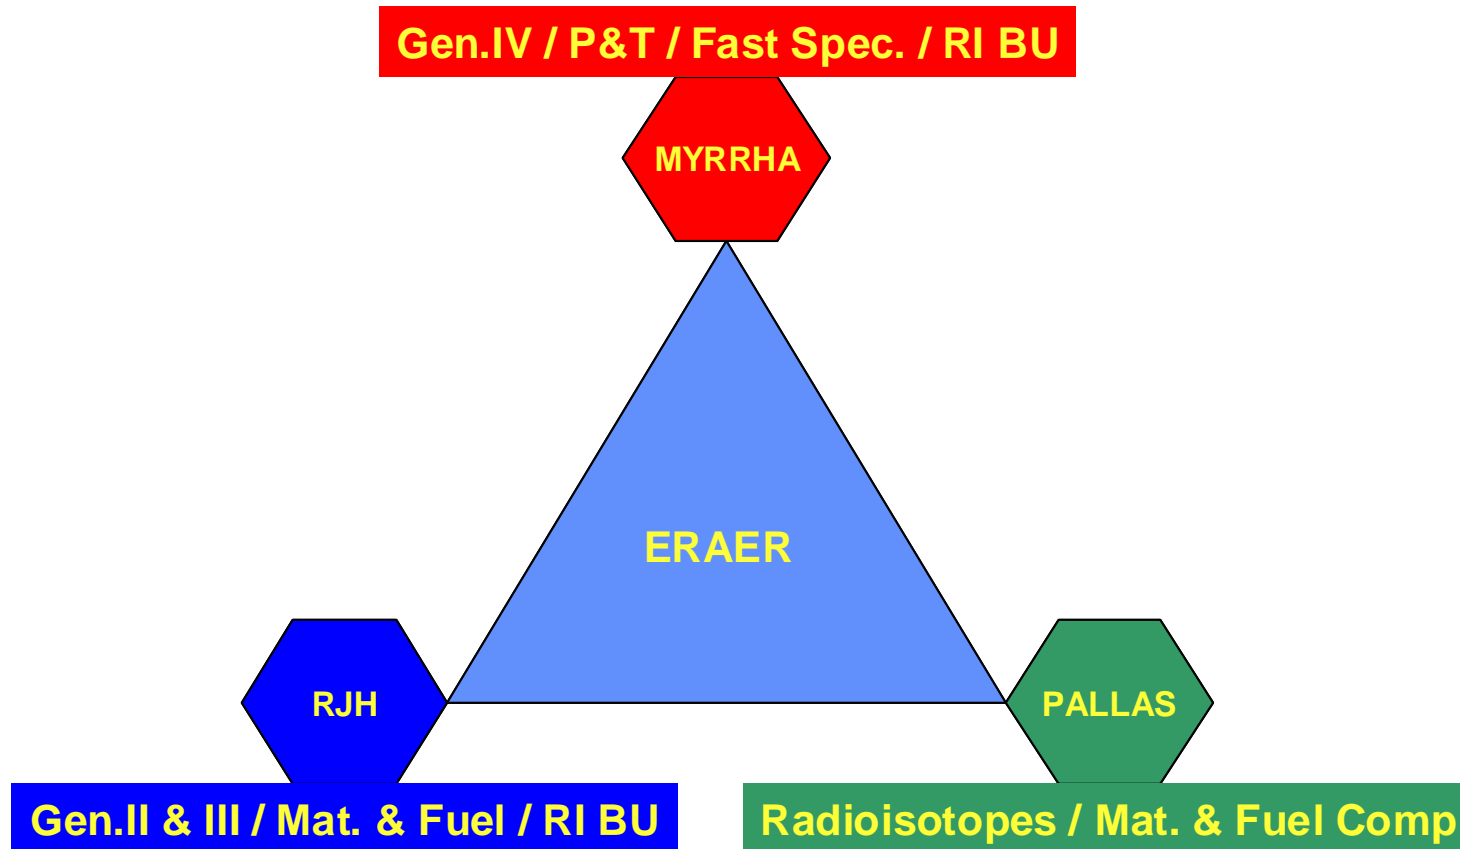 Gen.IV / P&T / Fast Spec. / RI BU
MYRRHA
ERAER
RJH
PALLAS
Gen.II & III / Mat. & Fuel / RI BU
Radioisotopes / Mat. & Fuel Comp